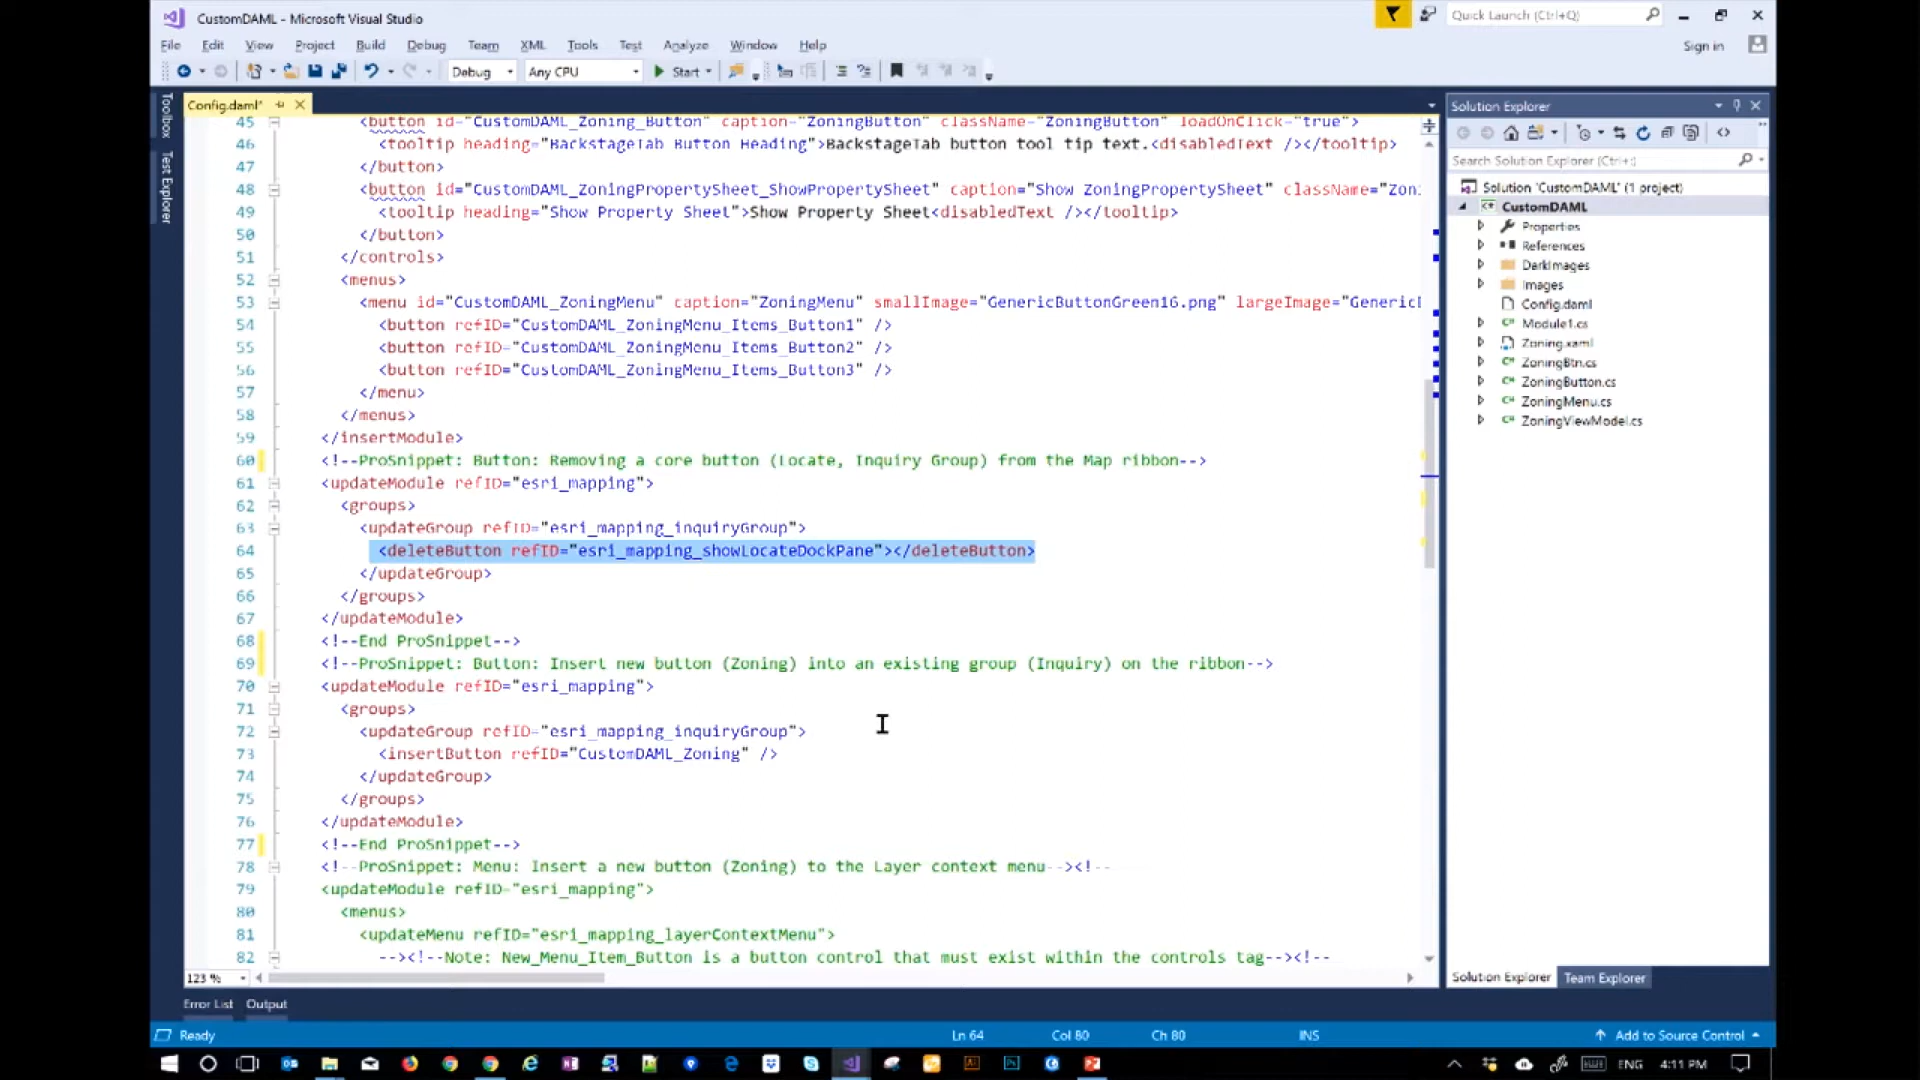 CustomDAML - Microsoft Visual Studio
Quick Launch (Ctrl+Q)
File Edit View Project Build Debug Team XML Tools Test Analyze Window Help
Sign in
Debug Any CPU Start
Toolbox
Test Explorer
Config.daml*
45 <button id="CustomDAML_Zoning_Button" caption="ZoningButton" className="ZoningButton" loadOnClick="true">
46 <tooltip heading="BackstageTab Button Heading">BackstageTab button tool tip text.<disabledText /></tooltip>
47 </button>
48 <button id="CustomDAML_ZoningPropertySheet_ShowPropertySheet" caption="Show ZoningPropertySheet" className="Zoni
49 <tooltip heading="Show Property Sheet">Show Property Sheet<disabledText /></tooltip>
50 </button>
51 </controls>
52 <menus>
53 <menu id="CustomDAML_ZoningMenu" caption="ZoningMenu" smallImage="GenericButtonGreen16.png" largeImage="Generic
54 <button refID="CustomDAML_ZoningMenu_Items_Button1" />
55 <button refID="CustomDAML_ZoningMenu_Items_Button2" />
56 <button refID="CustomDAML_ZoningMenu_Items_Button3" />
57 </menu>
58 </menus>
59 </insertModule>
60 <!--ProSnippet: Button: Removing a core button (Locate, Inquiry Group) from the Map ribbon-->
61 <updateModule refID="esri_mapping">
62 <groups>
63 <updateGroup refID="esri_mapping_inquiryGroup">
64 <deleteButton refID="esri_mapping_showLocateDockPane"></deleteButton>
65 </updateGroup>
66 </groups>
67 </updateModule>
68 <!--End ProSnippet-->
69 <!--ProSnippet: Button: Insert new button (Zoning) into an existing group (Inquiry) on the ribbon-->
70 <updateModule refID="esri_mapping">
71 <groups>
72 <updateGroup refID="esri_mapping_inquiryGroup">
73 <insertButton refID="CustomDAML_Zoning" />
74 </updateGroup>
75 </groups>
76 </updateModule>
77 <!--End ProSnippet-->
78 <!--ProSnippet: Menu: Insert a new button (Zoning) to the Layer context menu--><!--
79 <updateModule refID="esri_mapping">
80 <menus>
81 <updateMenu refID="esri_mapping_layerContextMenu">
82 --><!--Note: New_Menu_Item_Button is a button control that must exist within the controls tag--><!--
123 %
Solution Explorer
Search Solution Explorer (Ctrl+;)
Solution 'CustomDAML' (1 project)
CustomDAML
Properties
References
DarkImages
Images
Config.daml
Module1.cs
Zoning.xaml
ZoningBtn.cs
ZoningButton.cs
ZoningMenu.cs
ZoningViewModel.cs
Solution Explorer Team Explorer
Error List Output
Ready Ln 64 Col 80 Ch 80 INS Add to Source Control
ENG 4:11 PM